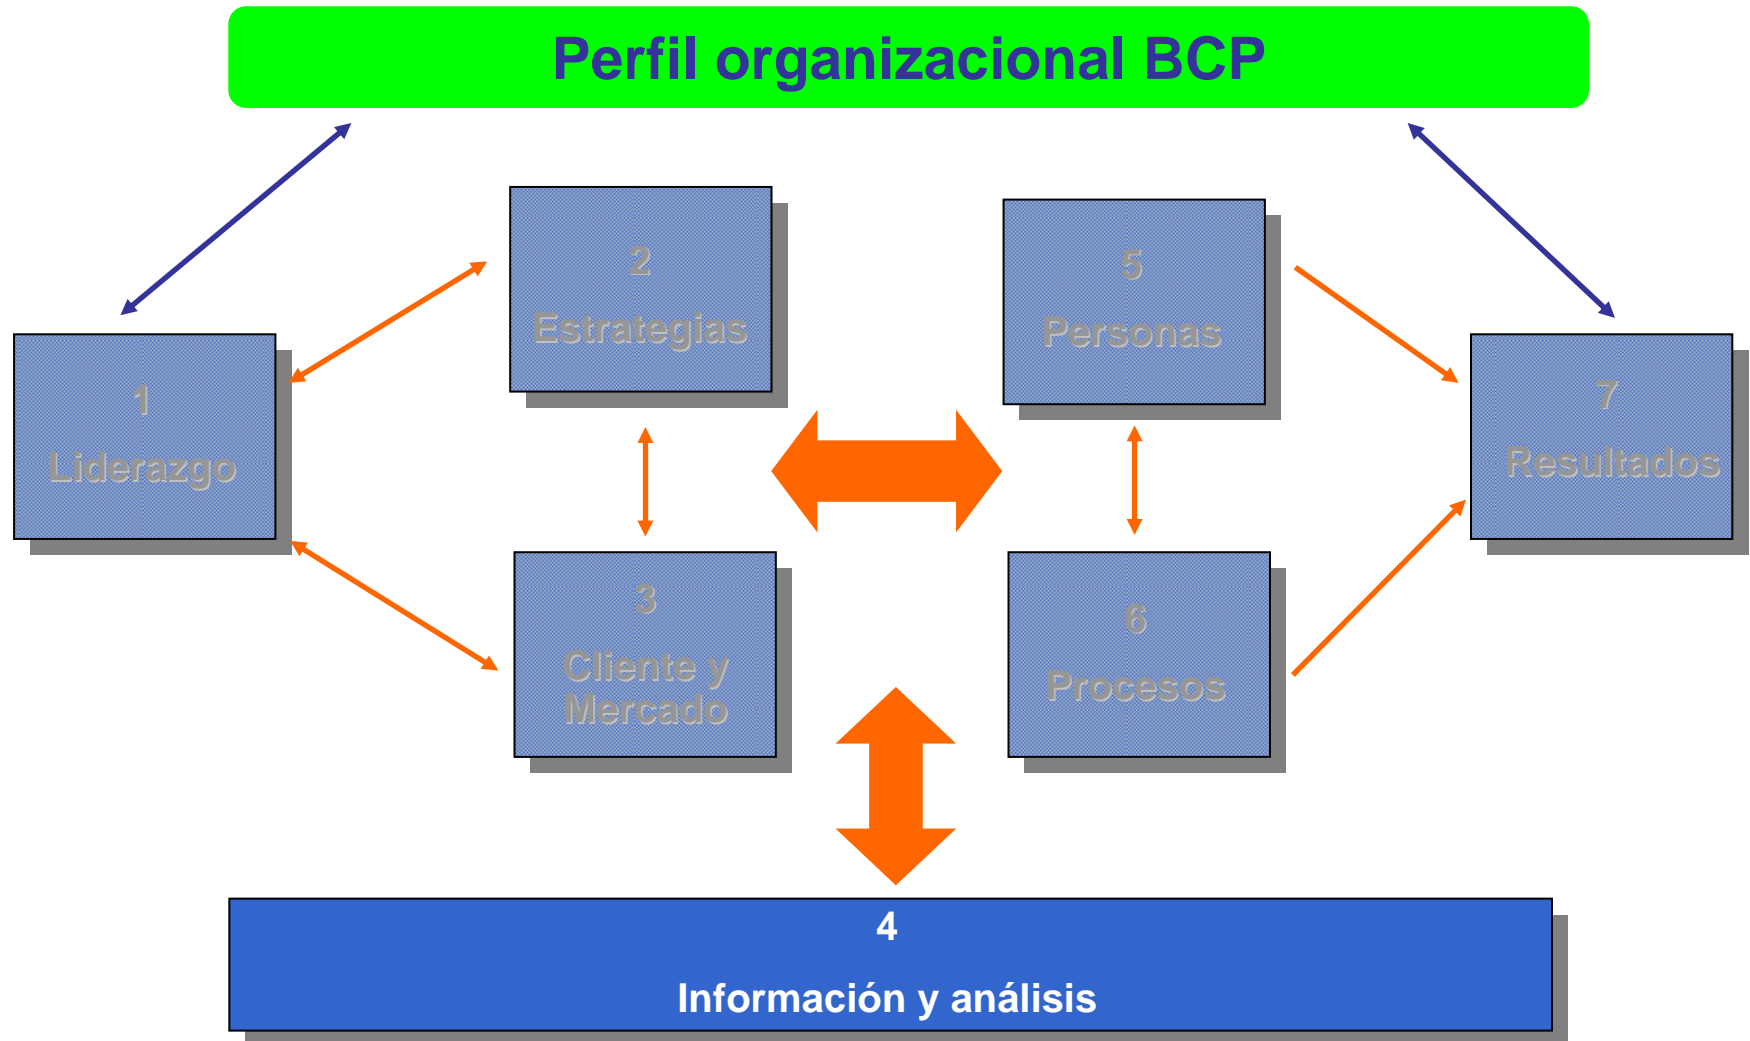 Perfil organizacional BCP
1
Liderazgo
2
Estrategias
3
Cliente y
Mercado
5
Personas
6
Procesos
7
Resultados
4
Información y análisis